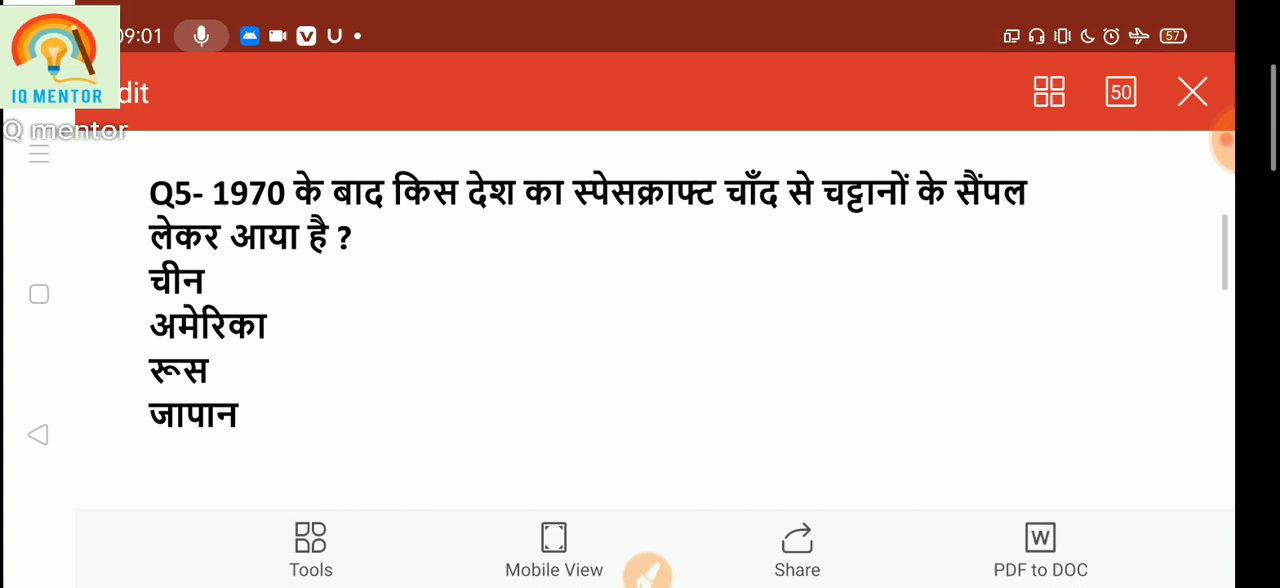 09:01
57
IQ MENTOR
dit
50
Q mentor
Q5- 1970 के बाद किस देश का स्पेसक्राफ्ट चाँद से चट्टानों के सैंपल
लेकर आया है ?
चीन
अमेरिका
रूस
जापान
Tools
Mobile View
Share
W
PDF to DOC